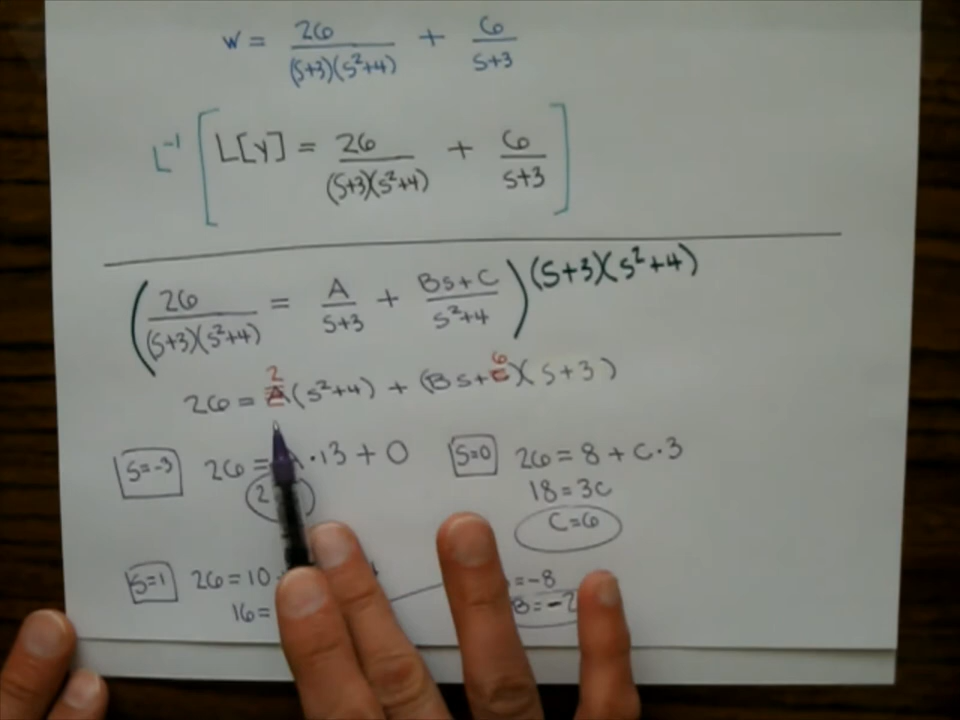 W = 26/((s+3)(s²+4)) + 6/(s+3)
L⁻¹ [ L[y] = 26/((s+3)(s²+4)) + 6/(s+3) ]
( 26/((s+3)(s²+4)) = A/(s+3) + (Bs+C)/(s²+4) ) (s+3)(s²+4)
2 6
26 = A(s²+4) + (Bs+C)(s+3)
s=-3 26 = A·13 + 0
2
s=0 26 = 8 + C·3
18 = 3C
C=6
s=1 26 = 10
16 =
= -8
B = -2